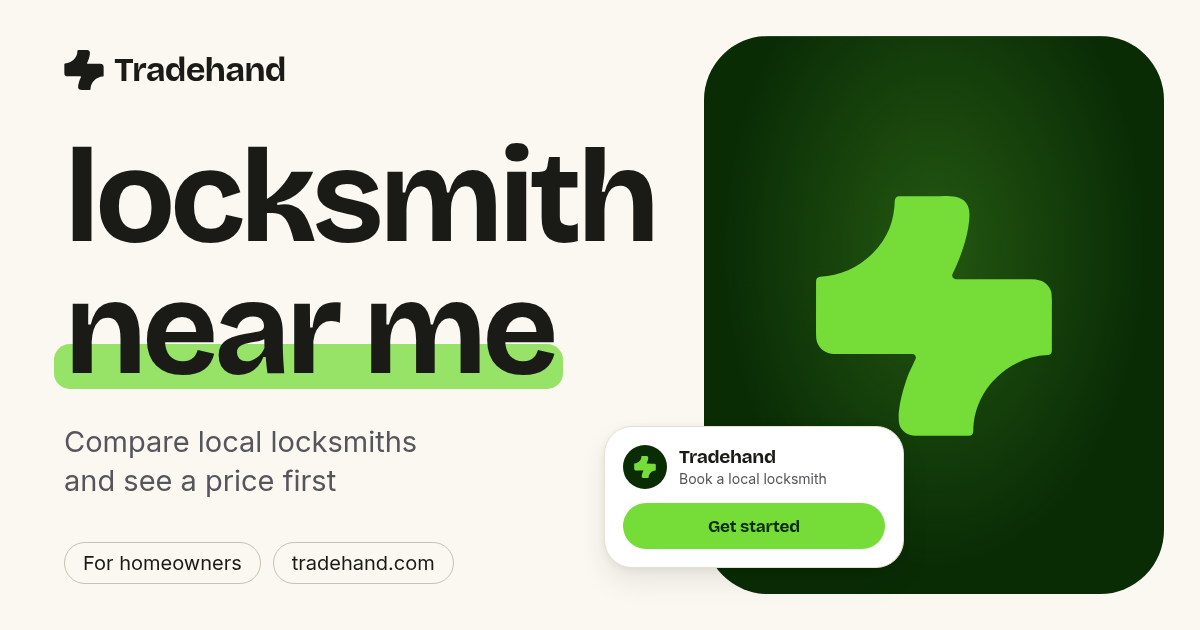 Tradehand
locksmith
near me
Compare local locksmiths
and see a price first
For homeowners
tradehand.com
Tradehand
Book a local locksmith
Get started